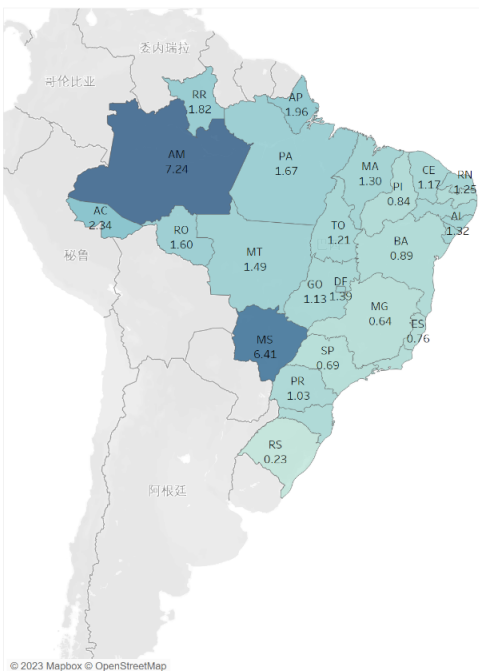 委内瑞拉
哥伦比亚
RR
1.82
AP
1.96
AM
7.24
PA
1.67
MA
1.30
CE
1.17
RN
1.25
PI
0.84
AL
1.32
AC
2.34
RO
1.60
TO
1.21
BA
0.89
秘鲁
MT
1.49
GO
1.13
DF
1.39
MG
0.64
ES
0.76
MS
6.41
SP
0.69
PR
1.03
RS
0.23
阿根廷
© 2023 Mapbox © OpenStreetMap